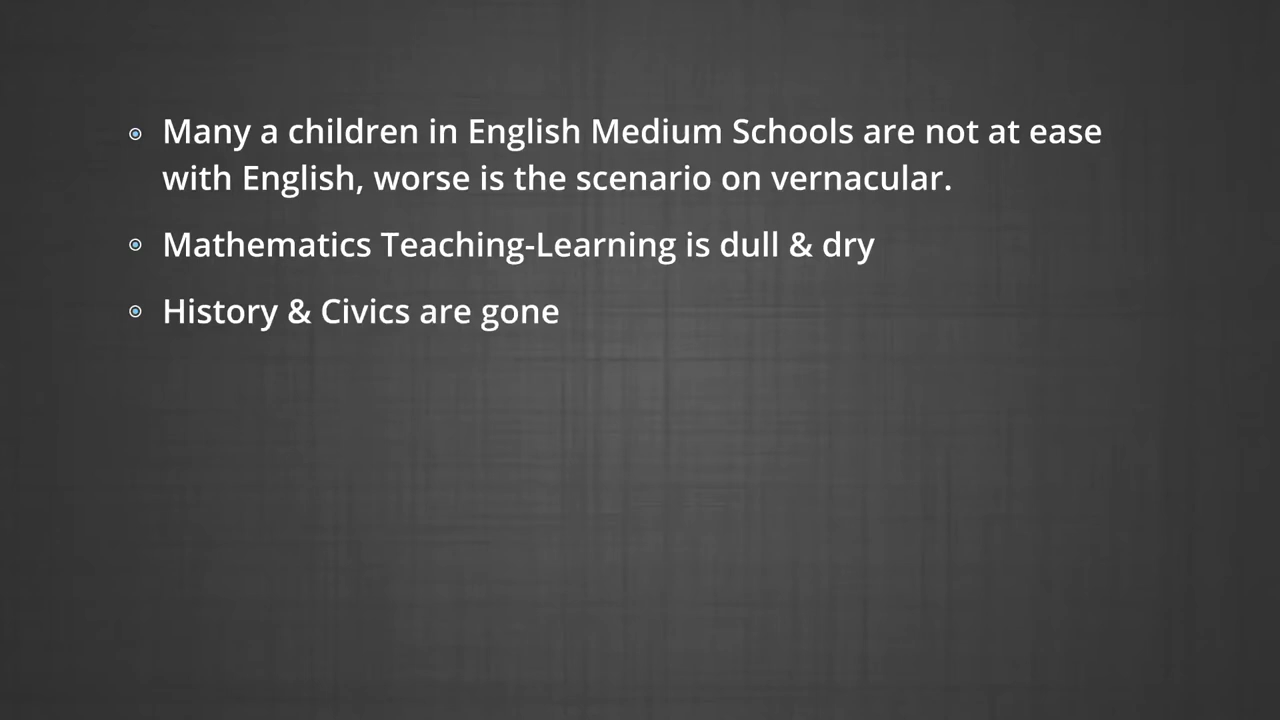 Many a children in English Medium Schools are not at ease
with English, worse is the scenario on vernacular.
Mathematics Teaching-Learning is dull & dry
History & Civics are gone